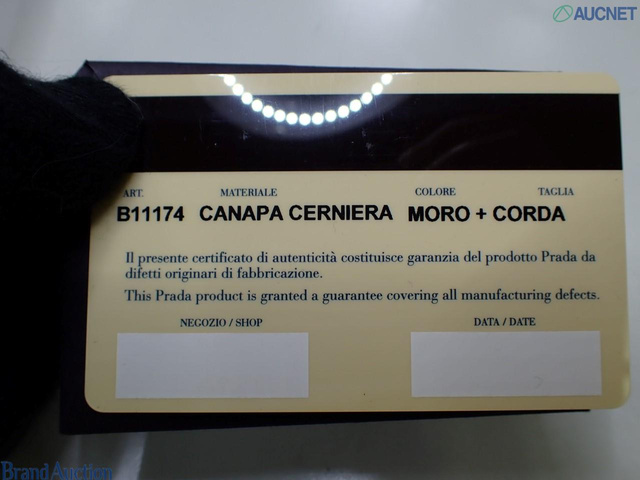 AUCNET
ART. MATERIALE COLORE TAGLIA
B11174 CANAPA CERNIERA MORO + CORDA
Il presente certificato di autenticità costituisce garanzia del prodotto Prada da
difetti originari di fabbricazione.
This Prada product is granted a guarantee covering all manufacturing defects.
NEGOZIO / SHOP DATA / DATE
Brand Auction